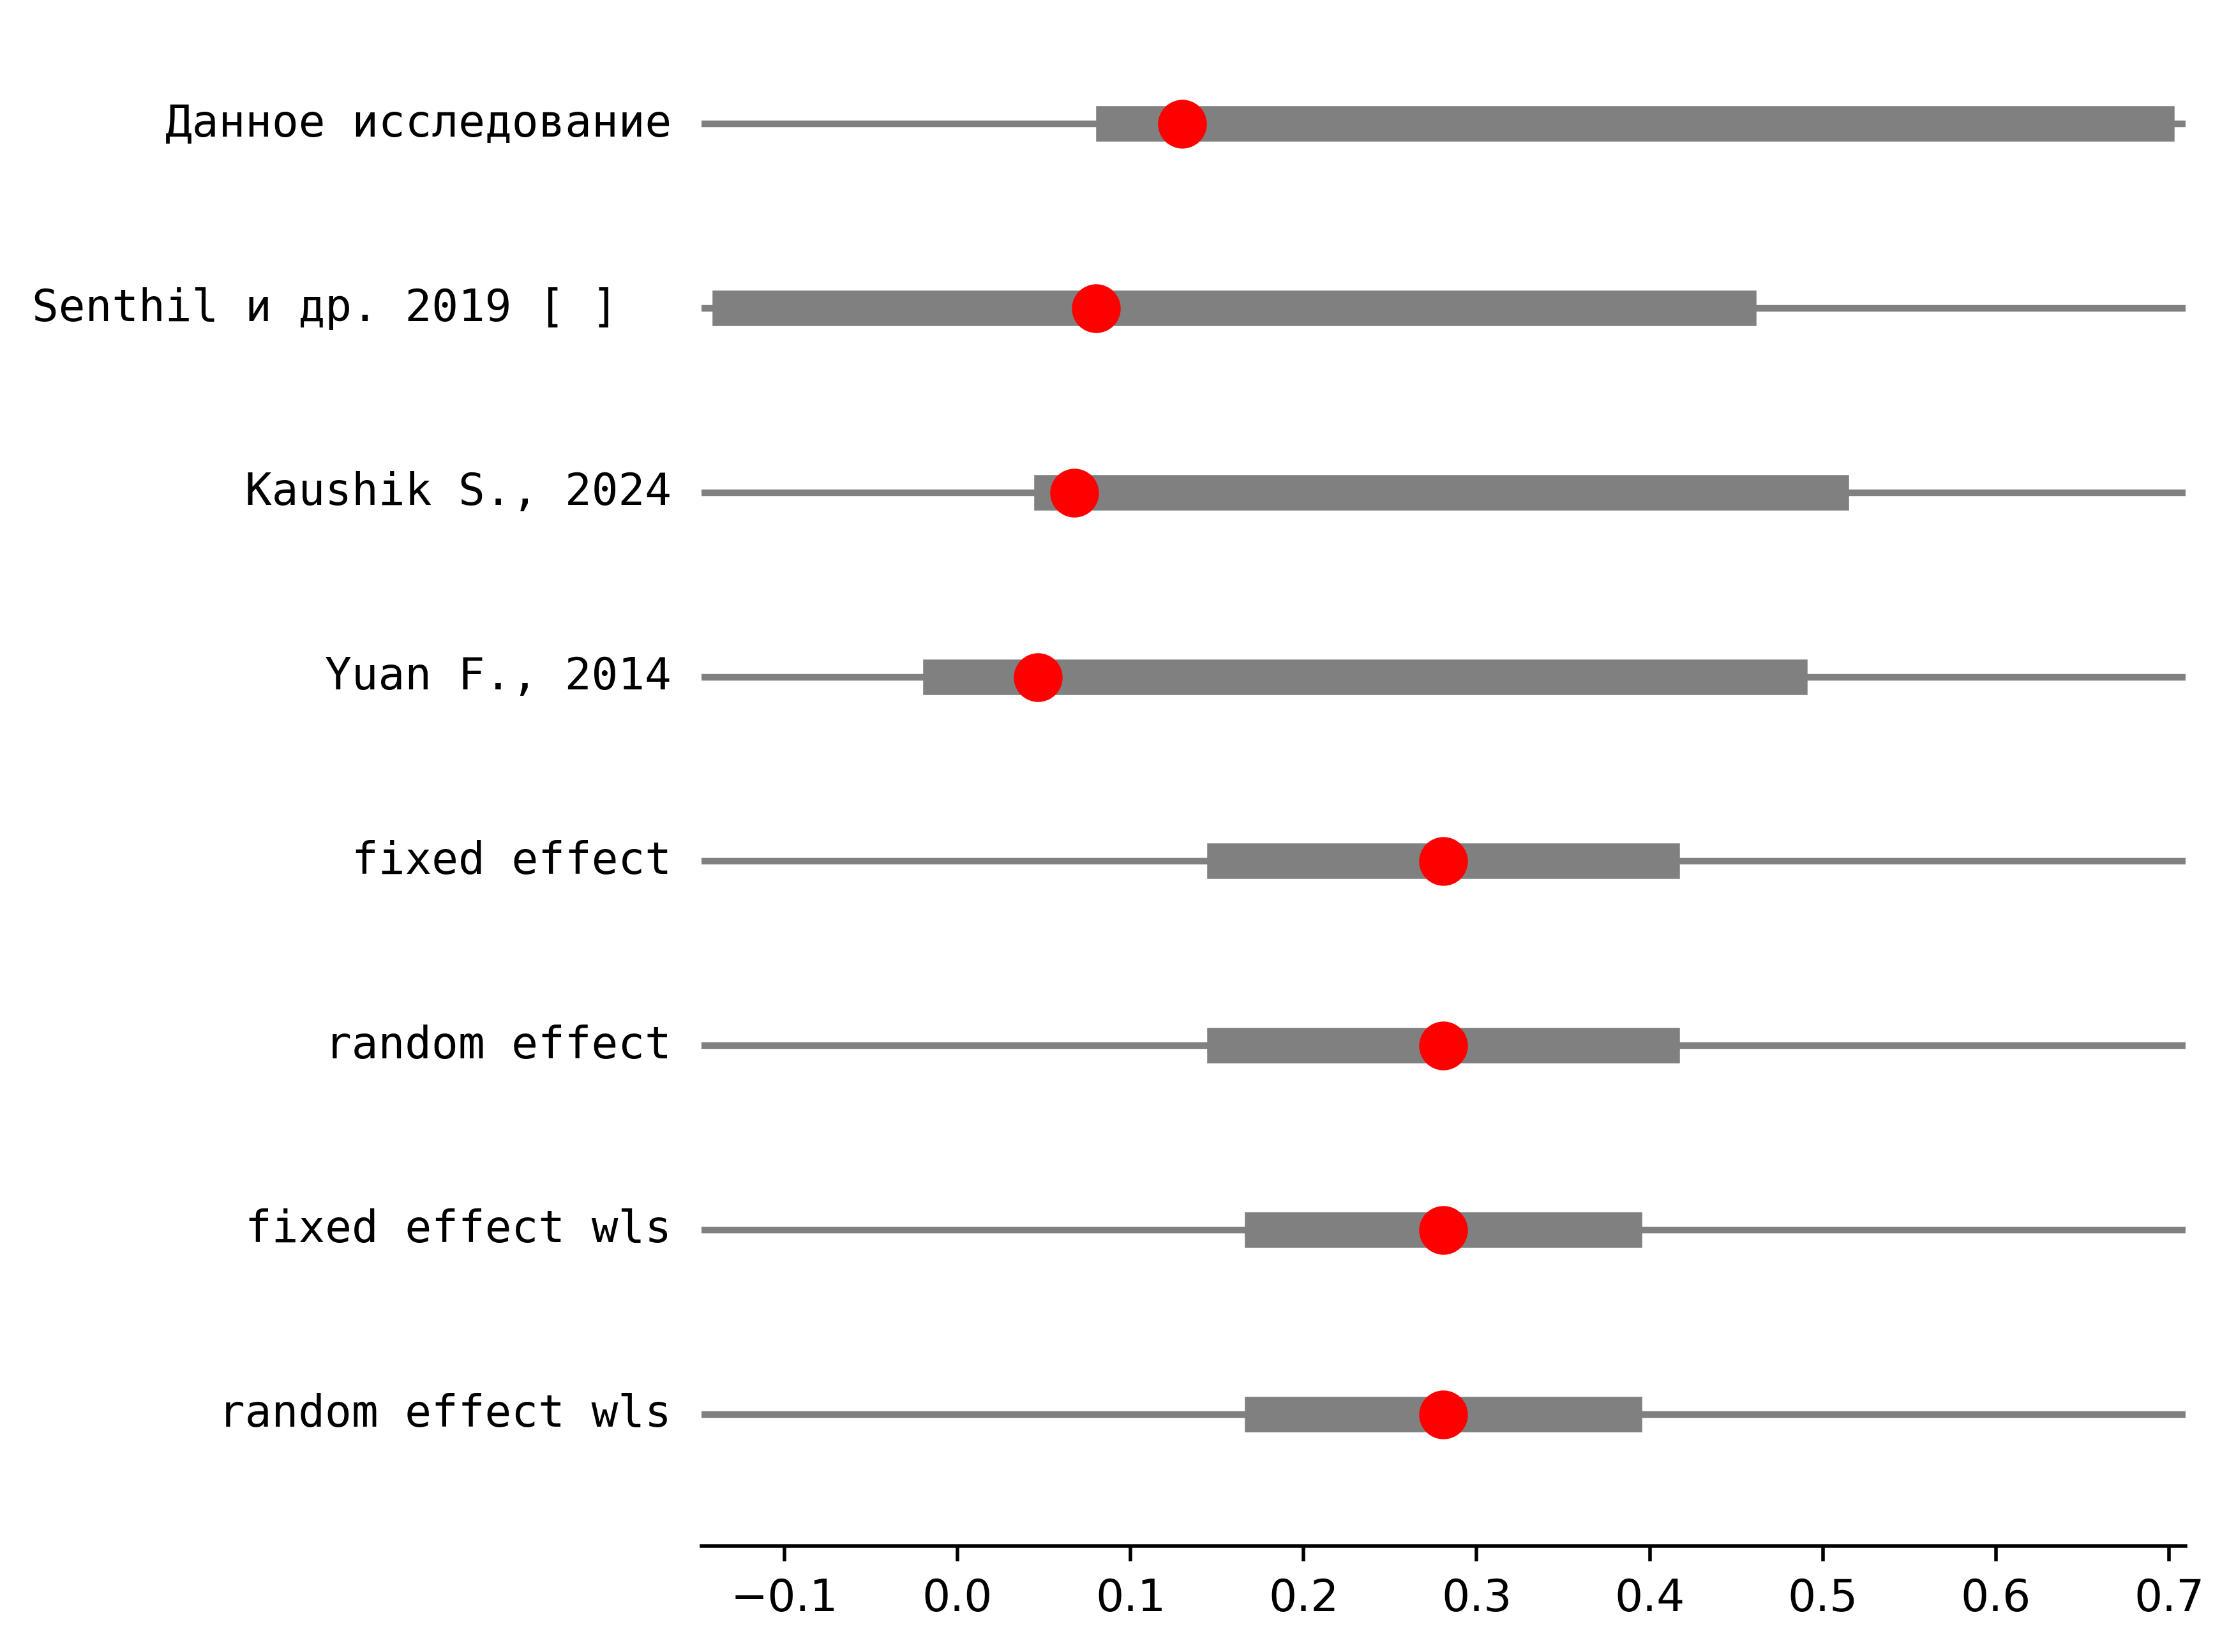 Данное исследование
Senthil и др. 2019 [ ]
Kaushik S., 2024
Yuan F., 2014
fixed effect
random effect
fixed effect wls
random effect wls
−0.1 0.0 0.1 0.2 0.3 0.4 0.5 0.6 0.7